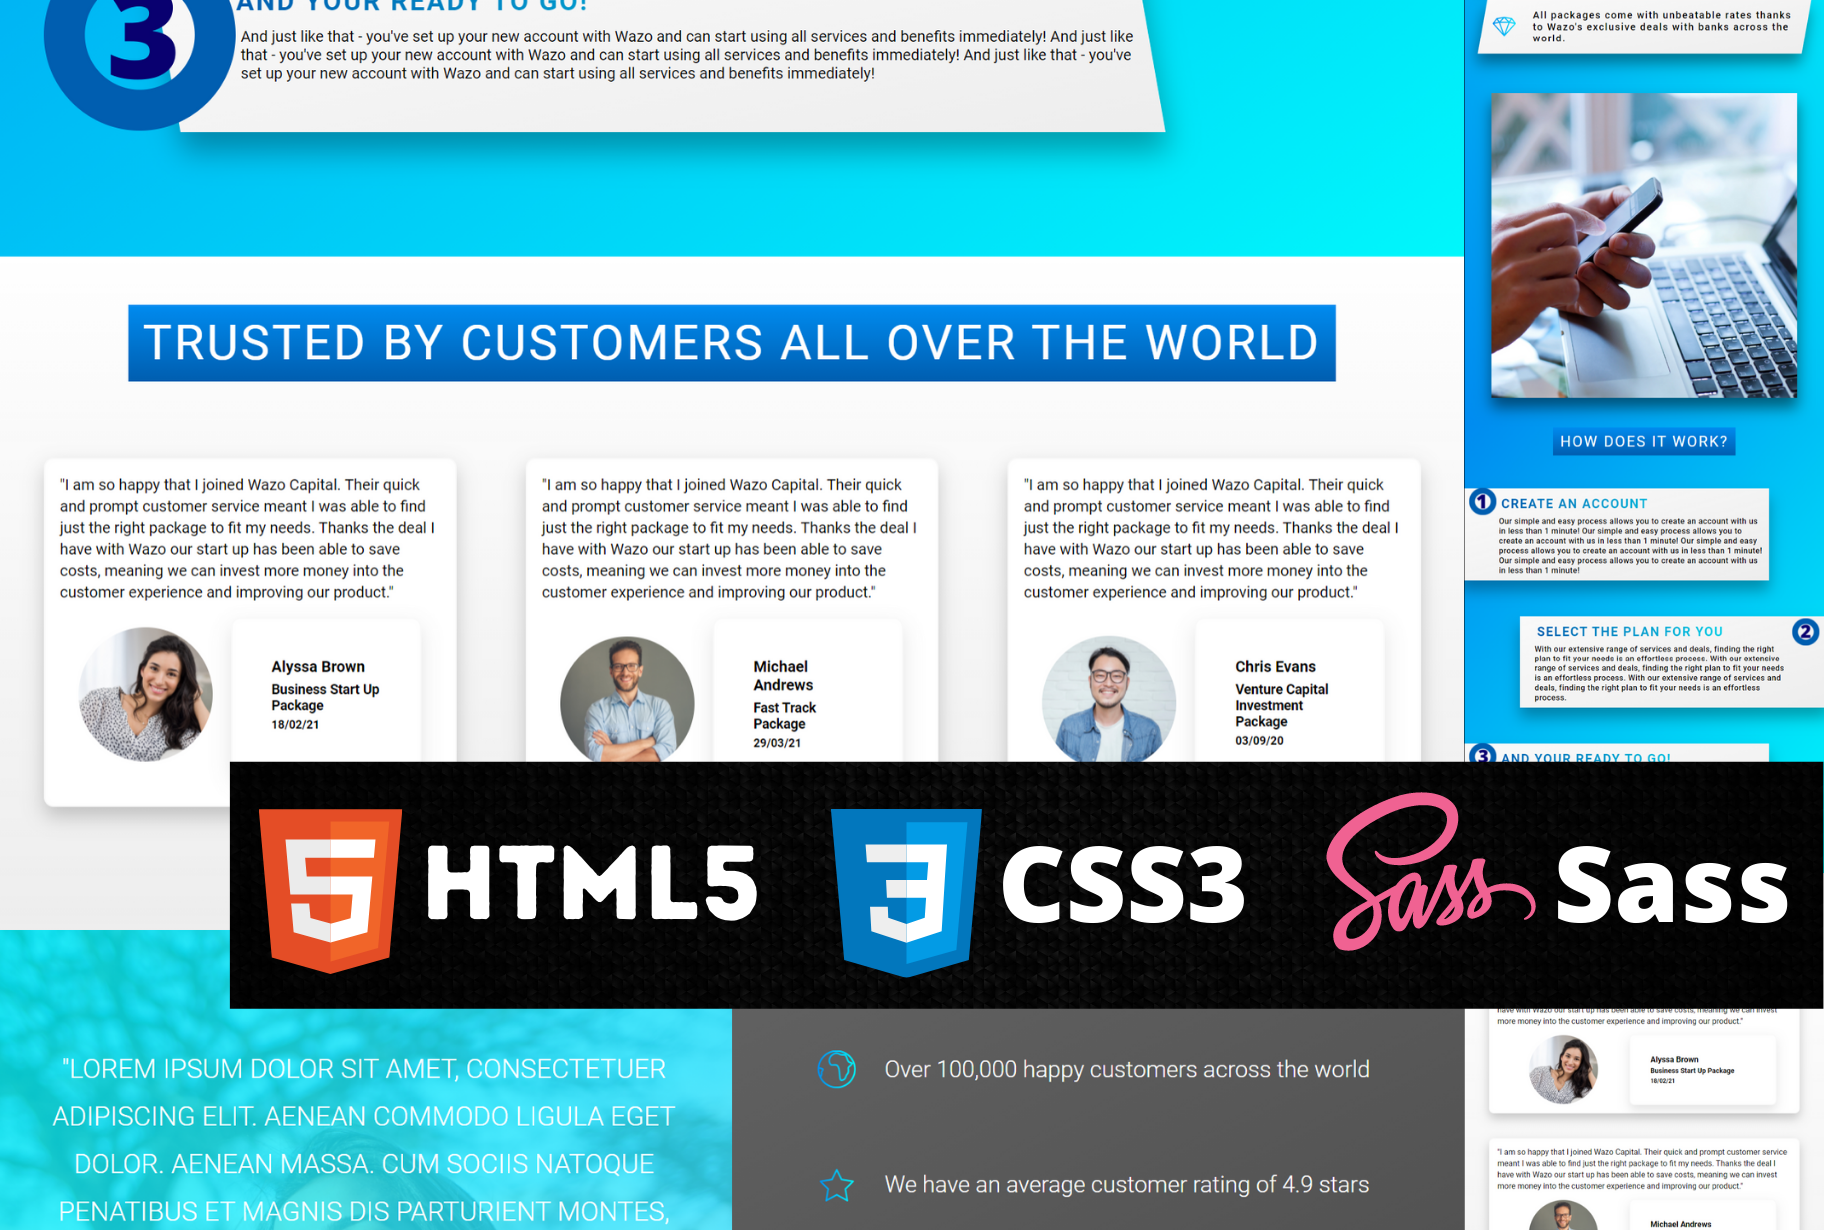 AND YOUR READY TO GO!
3
And just like that - you've set up your new account with Wazo and can start using all services and benefits immediately! And just like
that - you've set up your new account with Wazo and can start using all services and benefits immediately! And just like that - you've
set up your new account with Wazo and can start using all services and benefits immediately!
TRUSTED BY CUSTOMERS ALL OVER THE WORLD
"I am so happy that I joined Wazo Capital. Their quick
and prompt customer service meant I was able to find
just the right package to fit my needs. Thanks the deal I
have with Wazo our start up has been able to save
costs, meaning we can invest more money into the
customer experience and improving our product."
Alyssa Brown
Business Start Up
Package
18/02/21
"I am so happy that I joined Wazo Capital. Their quick
and prompt customer service meant I was able to find
just the right package to fit my needs. Thanks the deal I
have with Wazo our start up has been able to save
costs, meaning we can invest more money into the
customer experience and improving our product."
Michael
Andrews
Fast Track
Package
29/03/21
"I am so happy that I joined Wazo Capital. Their quick
and prompt customer service meant I was able to find
just the right package to fit my needs. Thanks the deal I
have with Wazo our start up has been able to save
costs, meaning we can invest more money into the
customer experience and improving our product."
Chris Evans
Venture Capital
Investment
Package
03/09/20
5 HTML5
3 CSS3
Sass Sass
"LOREM IPSUM DOLOR SIT AMET, CONSECTETUER
ADIPISCING ELIT. AENEAN COMMODO LIGULA EGET
DOLOR. AENEAN MASSA. CUM SOCIIS NATOQUE
PENATIBUS ET MAGNIS DIS PARTURIENT MONTES,
Over 100,000 happy customers across the world
We have an average customer rating of 4.9 stars
All packages come with unbeatable rates thanks
to Wazo's exclusive deals with banks across the
world.
HOW DOES IT WORK?
1 CREATE AN ACCOUNT
Our simple and easy process allows you to create an account with us
in less than 1 minute! Our simple and easy process allows you to
create an account with us in less than 1 minute! Our simple and easy
process allows you to create an account with us in less than 1 minute!
Our simple and easy process allows you to create an account with us
in less than 1 minute!
SELECT THE PLAN FOR YOU 2
With our extensive range of services and deals, finding the right
plan to fit your needs is an effortless process. With our extensive
range of services and deals, finding the right plan to fit your needs
is an effortless process. With our extensive range of services and
deals, finding the right plan to fit your needs is an effortless
process.
3 AND YOUR READY TO GO!
have with Wazo our start up has been able to save costs, meaning we can invest
more money into the customer experience and improving our product."
Alyssa Brown
Business Start Up Package
18/02/21
"I am so happy that I joined Wazo Capital. Their quick and prompt customer service
meant I was able to find just the right package to fit my needs. Thanks the deal I
have with Wazo our start up has been able to save costs, meaning we can invest
more money into the customer experience and improving our product."
Michael Andrews